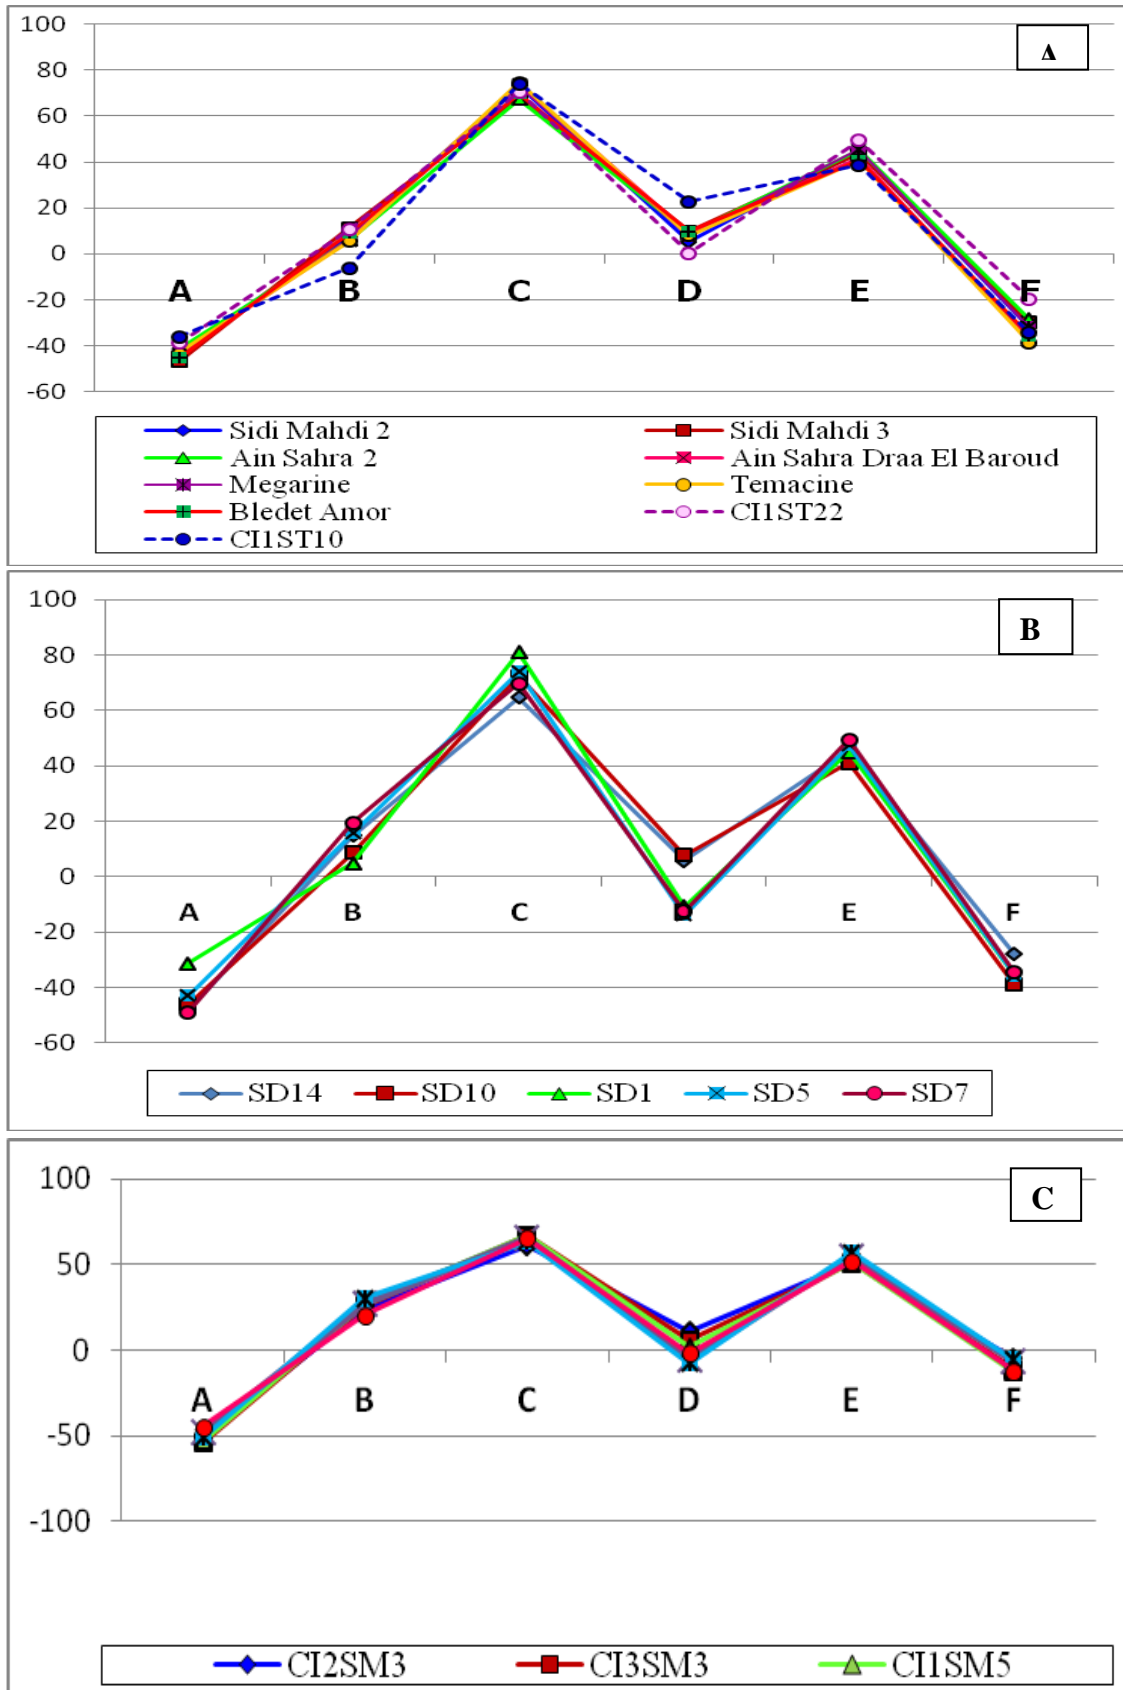 100
80
60
40
20
0
-20
-40
-60
A
A B C D E F
Sidi Mahdi 2 Sidi Mahdi 3
Ain Sahra 2 Ain Sahra Draa El Baroud
Megarine Temacine
Bledet Amor CI1ST22
CI1ST10
100
80
60
40
20
0
-20
-40
-60
B
A B C D E F
SD14 SD10 SD1 SD5 SD7
100
50
0
-50
-100
C
A B C D E F
CI2SM3 CI3SM3 CI1SM5